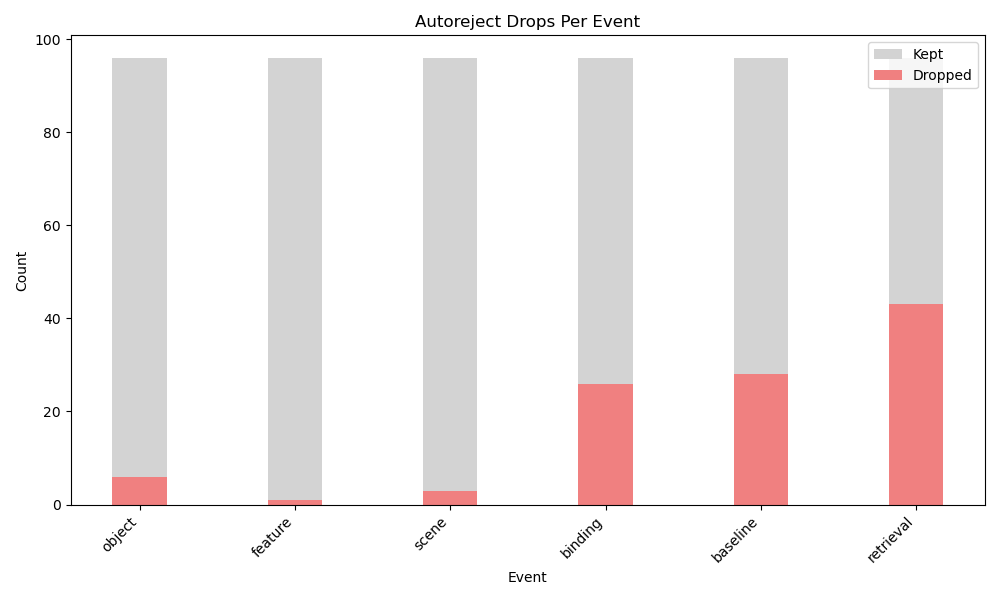 Autoreject Drops Per Event
Kept
Dropped
100
80
60
40
20
0
Count
object
feature
scene
binding
baseline
retrieval
Event